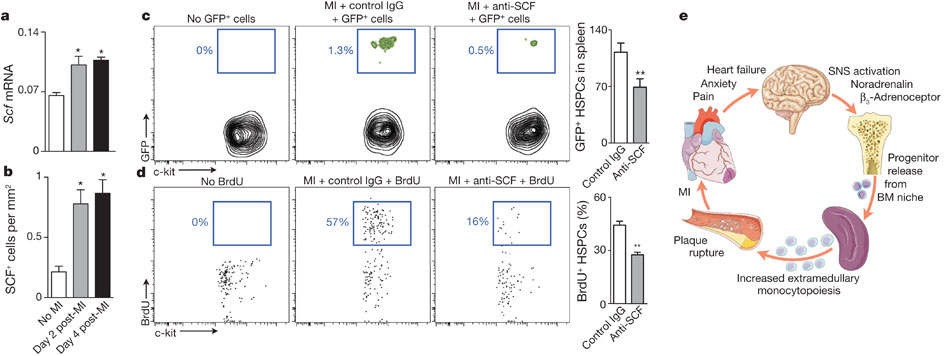 a
0.14
0.07
0
Scf mRNA
*
*
b
1
0.5
0
SCF⁺ cells per mm²
*
*
No MI
Day 2 post-MI
Day 4 post-MI
c
No GFP⁺ cells
MI + control IgG
+ GFP⁺ cells
MI + anti-SCF
+ GFP⁺ cells
0%
1.3%
0.5%
GFP
c-kit
140
70
0
GFP⁺ HSPCs in spleen
**
Control IgG
Anti-SCF
d
No BrdU
MI + control IgG + BrdU
MI + anti-SCF + BrdU
0%
57%
16%
BrdU
c-kit
60
30
0
BrdU⁺ HSPCs (%)
**
Control IgG
Anti-SCF
e
Heart failure
Anxiety
Pain
SNS activation
Noradrenalin
β₃-Adrenoceptor
Progenitor
release
from
BM niche
MI
Plaque
rupture
Increased extramedullary
monocytopoiesis